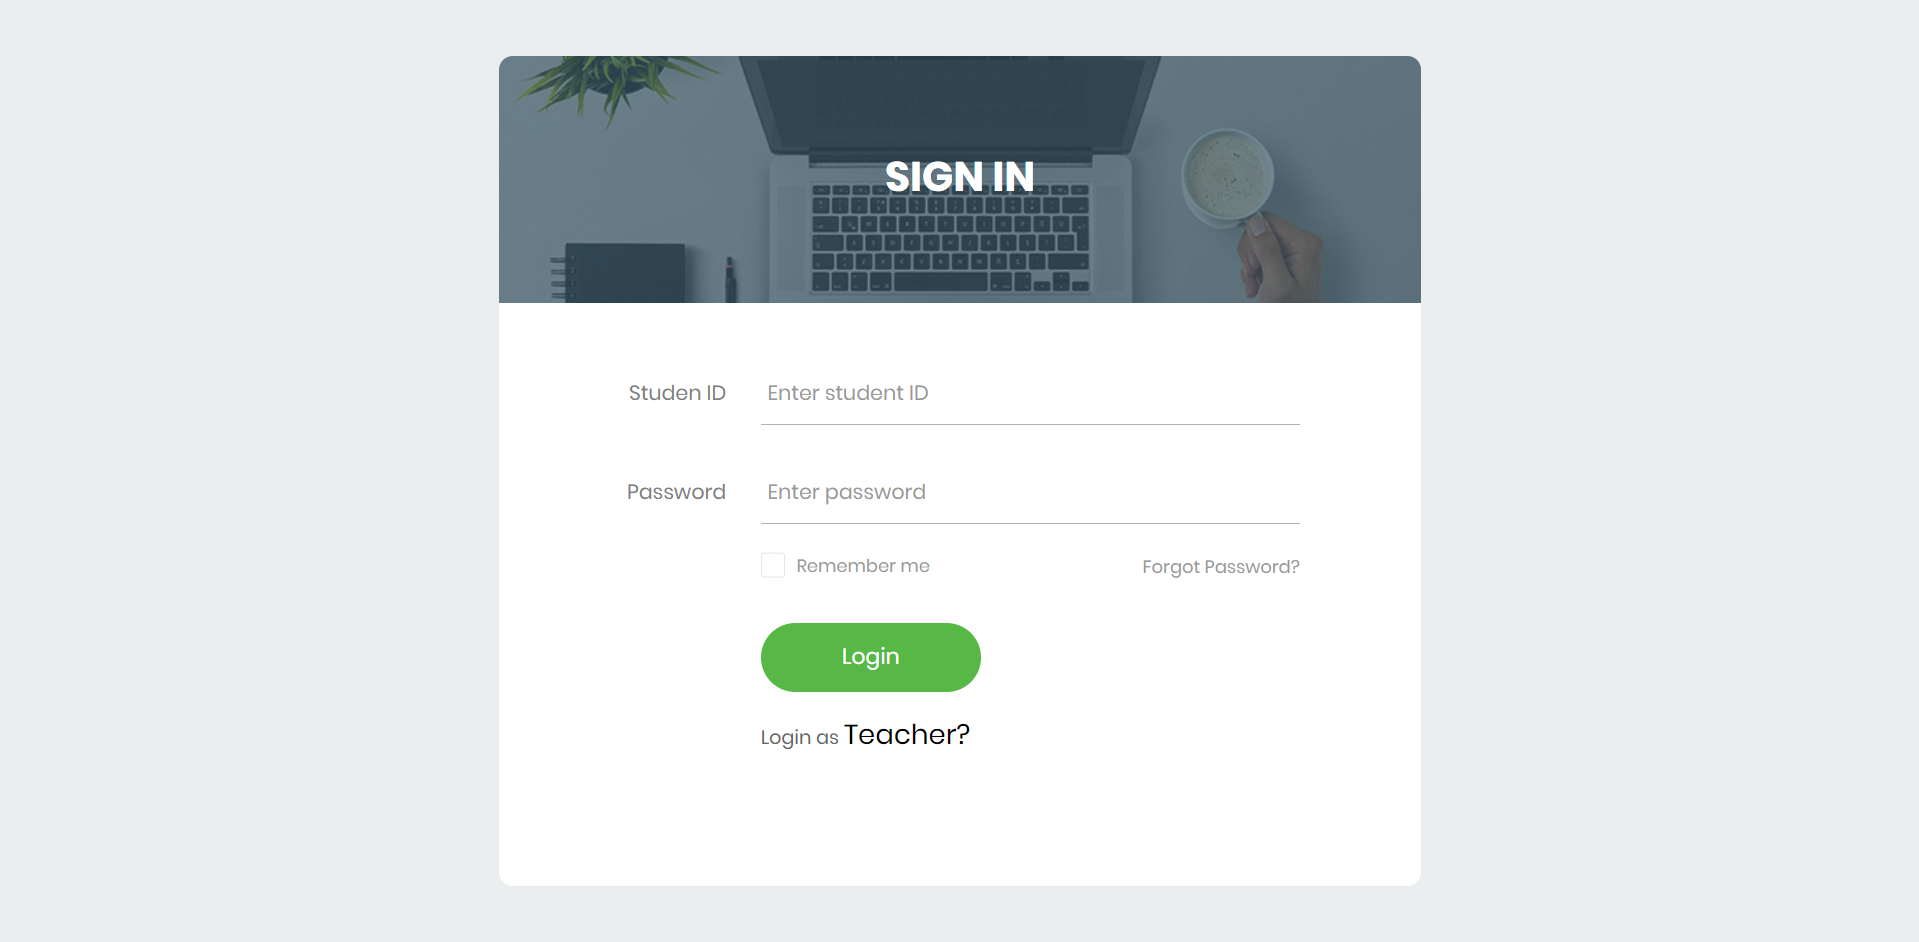 SIGN IN
Studen ID
Enter student ID
Password
Enter password
Remember me
Forgot Password?
Login
Login as Teacher?